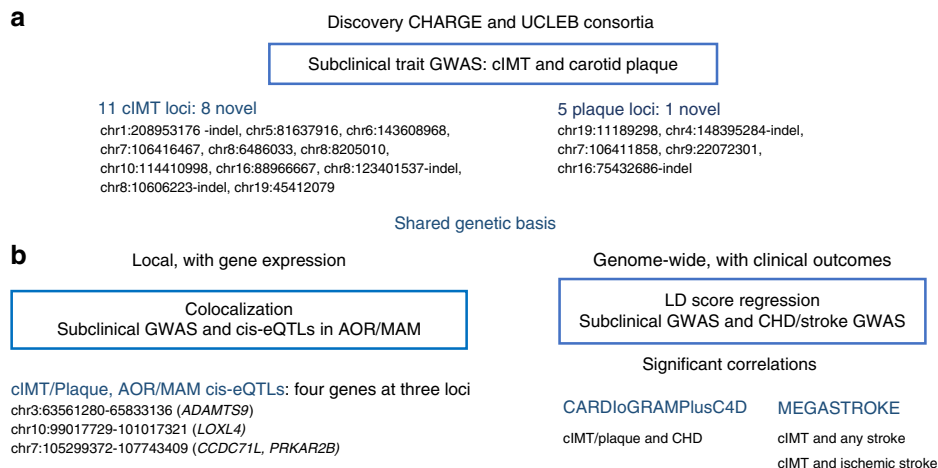 a
Discovery CHARGE and UCLEB consortia
Subclinical trait GWAS: cIMT and carotid plaque
11 cIMT loci: 8 novel
chr1:208953176 -indel, chr5:81637916, chr6:143608968,
chr7:106416467, chr8:6486033, chr8:8205010,
chr10:114410998, chr16:88966667, chr8:123401537-indel,
chr8:10606223-indel, chr19:45412079
5 plaque loci: 1 novel
chr19:11189298, chr4:148395284-indel,
chr7:106411858, chr9:22072301,
chr16:75432686-indel
Shared genetic basis
b
Local, with gene expression
Colocalization
Subclinical GWAS and cis-eQTLs in AOR/MAM
cIMT/Plaque, AOR/MAM cis-eQTLs: four genes at three loci
chr3:63561280-65833136 (ADAMTS9)
chr10:99017729-101017321 (LOXL4)
chr7:105299372-107743409 (CCDC71L, PRKAR2B)
Genome-wide, with clinical outcomes
LD score regression
Subclinical GWAS and CHD/stroke GWAS
Significant correlations
CARDIoGRAMPlusC4D
cIMT/plaque and CHD
MEGASTROKE
cIMT and any stroke
cIMT and ischemic stroke